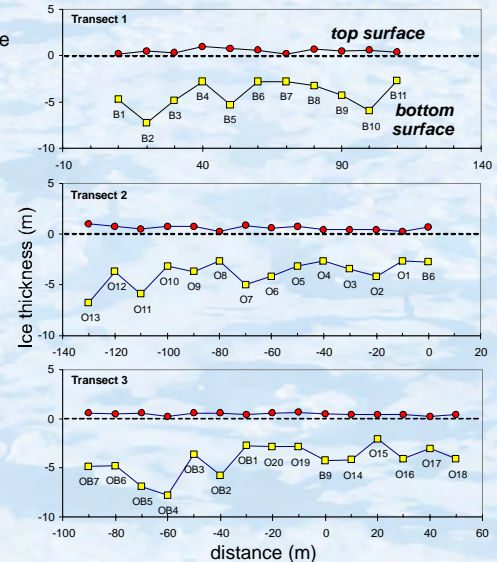 e
Ice thickness (m)
Transect 1
top surface
bottom
surface
5
0
-5
-10
B1
B2
B3
B4
B5
B6
B7
B8
B9
B10
B11
-10
40
90
140
Transect 2
5
0
-5
-10
O13
O12
O11
O10
O9
O8
O7
O6
O5
O4
O3
O2
O1
B6
-140
-120
-100
-80
-60
-40
-20
0
20
Transect 3
5
0
-5
-10
OB7
OB6
OB5
OB4
OB3
OB2
OB1
O20
O19
B9
O14
O15
O16
O17
O18
-100
-80
-60
-40
-20
0
20
40
60
distance (m)